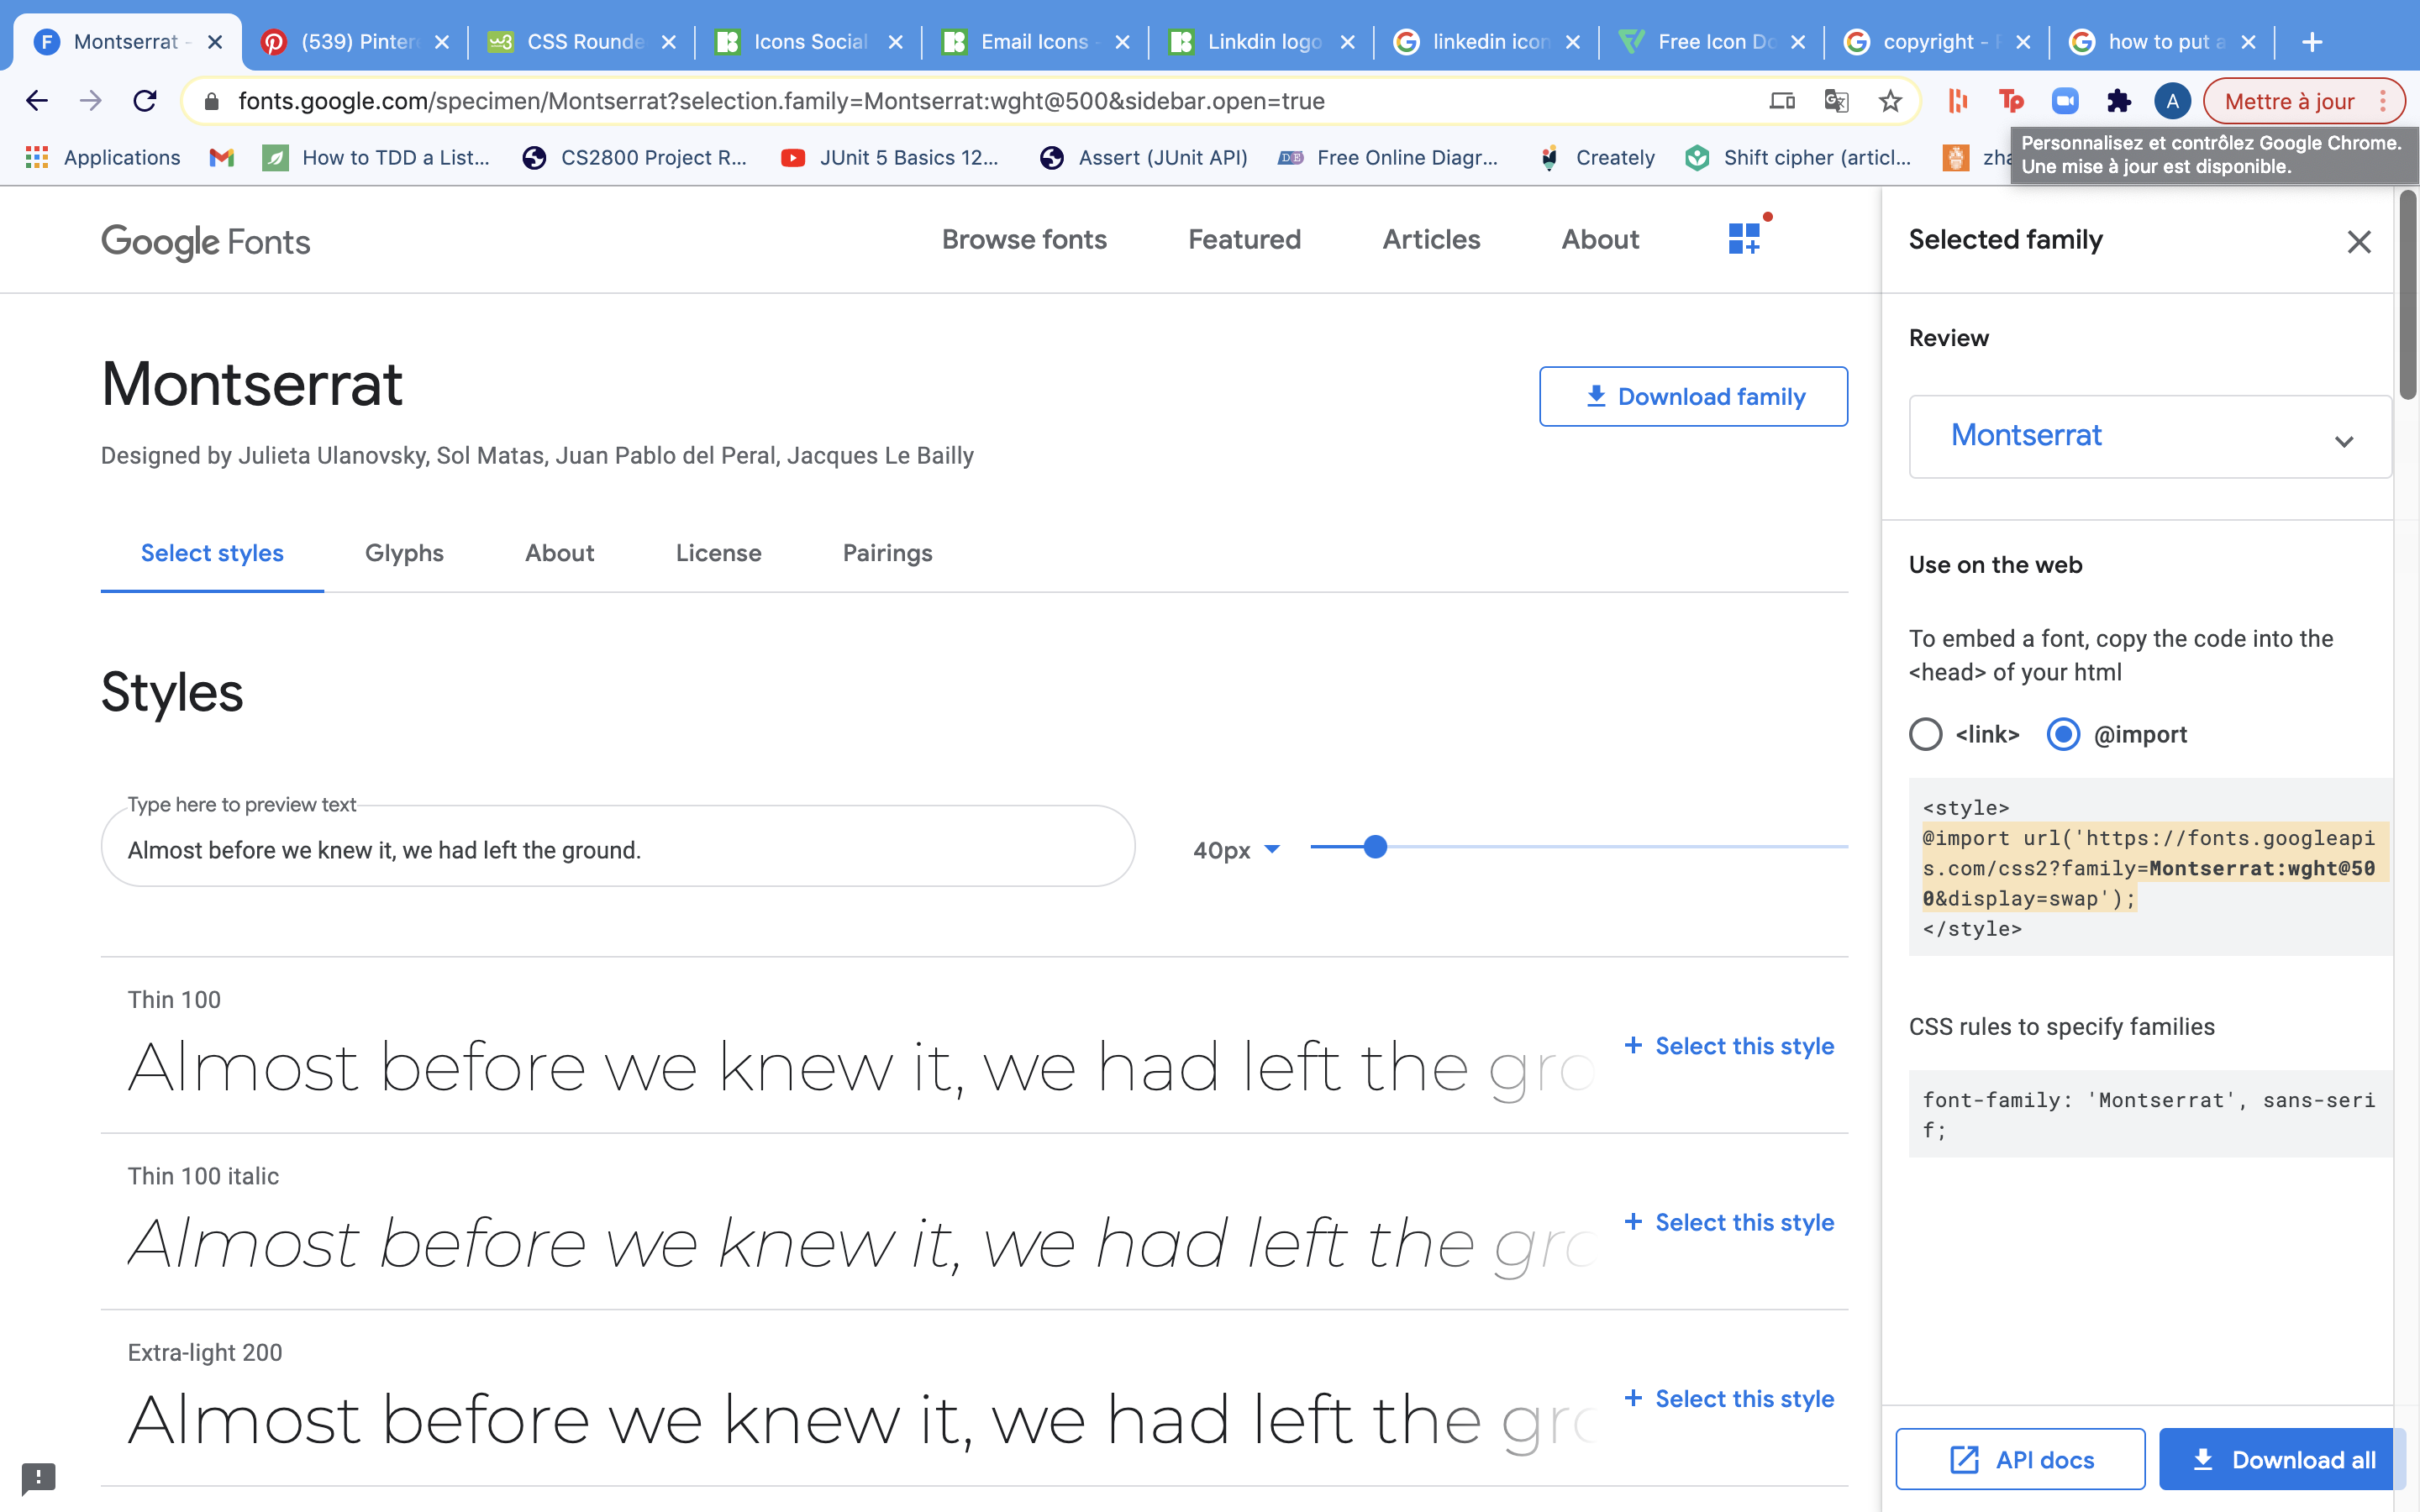 Montserrat -
(539) Pinter
CSS Rounde
Icons Social
Email Icons -
Linkdin logo
linkedin icon
Free Icon Do
copyright -
how to put a
fonts.google.com/specimen/Montserrat?selection.family=Montserrat:wght@500&sidebar.open=true
A
Mettre à jour
Applications
How to TDD a List...
CS2800 Project R...
JUnit 5 Basics 12...
Assert (JUnit API)
Free Online Diagr...
Creately
Shift cipher (articl...
Personnalisez et contrôlez Google Chrome.
Une mise à jour est disponible.
Google Fonts
Browse fonts
Featured
Articles
About
Montserrat
Designed by Julieta Ulanovsky, Sol Matas, Juan Pablo del Peral, Jacques Le Bailly
Download family
Select styles
Glyphs
About
License
Pairings
Styles
Type here to preview text
Almost before we knew it, we had left the ground.
40px
Thin 100
Almost before we knew it, we had left the gro
+ Select this style
Thin 100 italic
Almost before we knew it, we had left the gro
+ Select this style
Extra-light 200
Almost before we knew it, we had left the gro
+ Select this style
Selected family
Review
Montserrat
Use on the web
To embed a font, copy the code into the
<head> of your html
<link>
@import
<style>
@import url('https://fonts.googleapi
s.com/css2?family=Montserrat:wght@50
0&display=swap');
</style>
CSS rules to specify families
font-family: 'Montserrat', sans-seri
f;
API docs
Download all